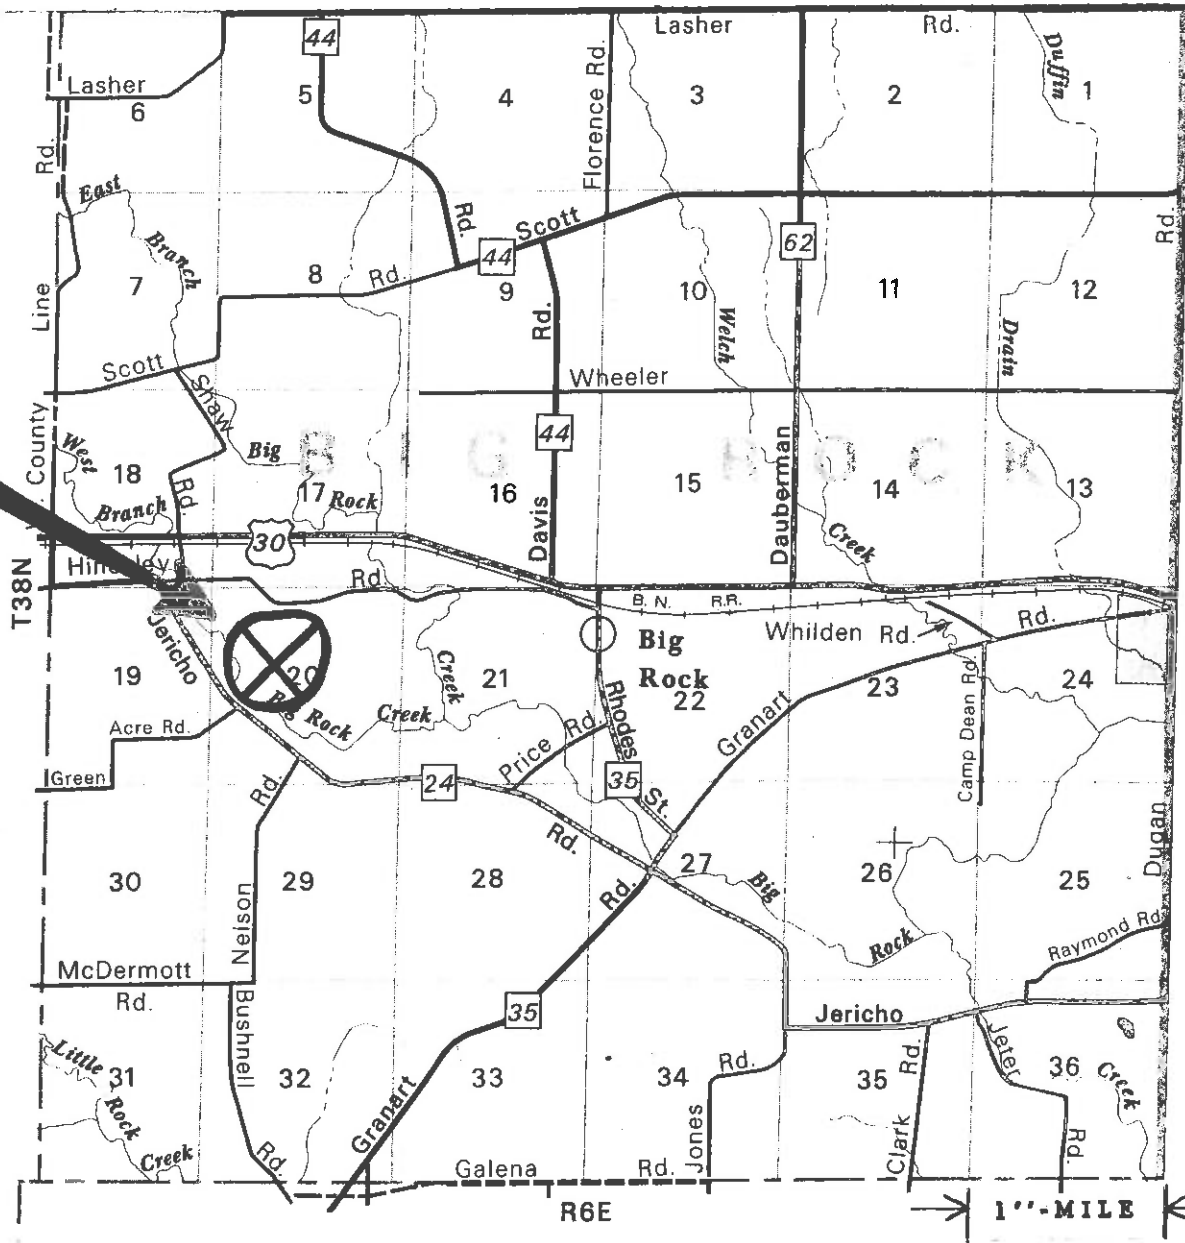 44
Lasher
Rd.
Lasher
6
5
4
3
2
1
Florence Rd.
Duffin
Rd.
East
Branch
Rd.
Scott
44
62
Rd.
7
8
Rd.
9
10
11
12
Line
Rd.
Welch
Drain
Scott
Shaw
Wheeler
44
County
West
Big
BIG ROCK
18
17
16
15
14
13
Rd
Rock
Branch
Davis
Dauberman
Creek
30
Hinckley
Rd
T38N
B. N. R.R.
Jericho
Whilden Rd.
Rd.
Big
Rock
19
20
21
22
23
24
Creek
Rhodes
Camp Dean Rd.
Big Rock Creek
Acre Rd.
Price Rd.
Granart
Green
24
35
St.
Rd.
Rd.
Dugan
30
29
28
27
26
25
Rd.
Big
Rock
Nelson
Raymond Rd
McDermott
Rd.
Bushnell
35
Jericho
Little
Rock
Creek
31
32
33
34
35
36
Rd.
Rd.
Jeter
Creek
Granart
Jones
Clark
Rd.
Rd.
Galena Rd.
R6E
1"-MILE